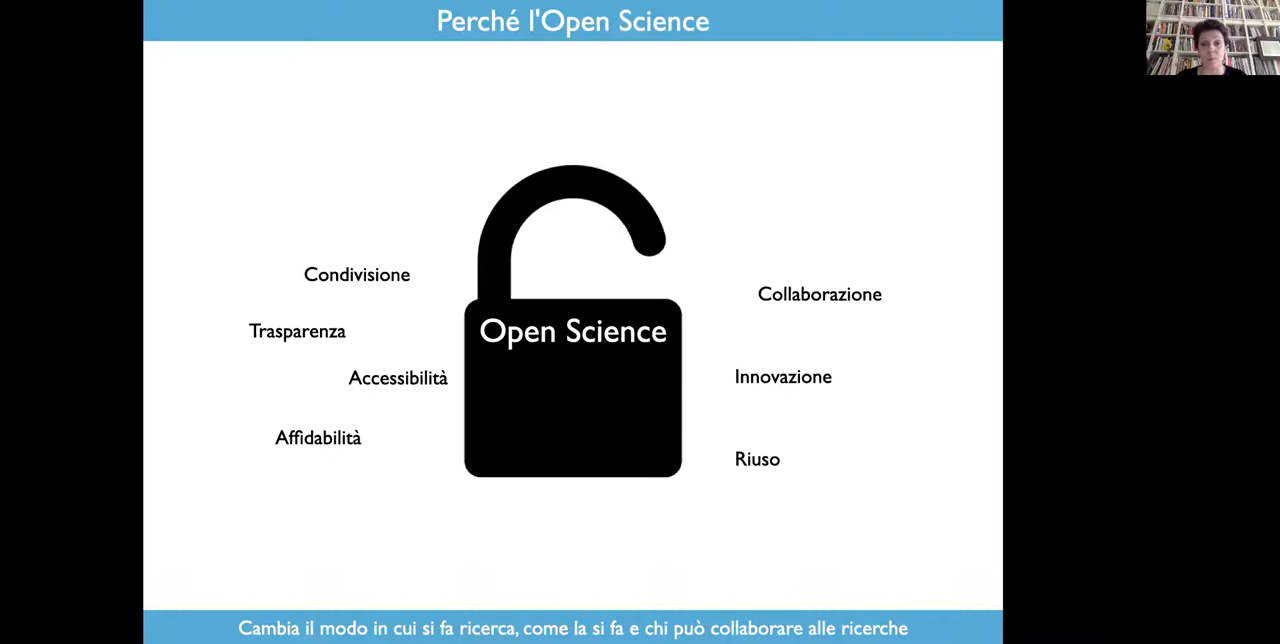 Perché l'Open Science
Condivisione
Collaborazione
Trasparenza
Open Science
Accessibilità
Innovazione
Affidabilità
Riuso
Cambia il modo in cui si fa ricerca, come la si fa e chi può collaborare alle ricerche